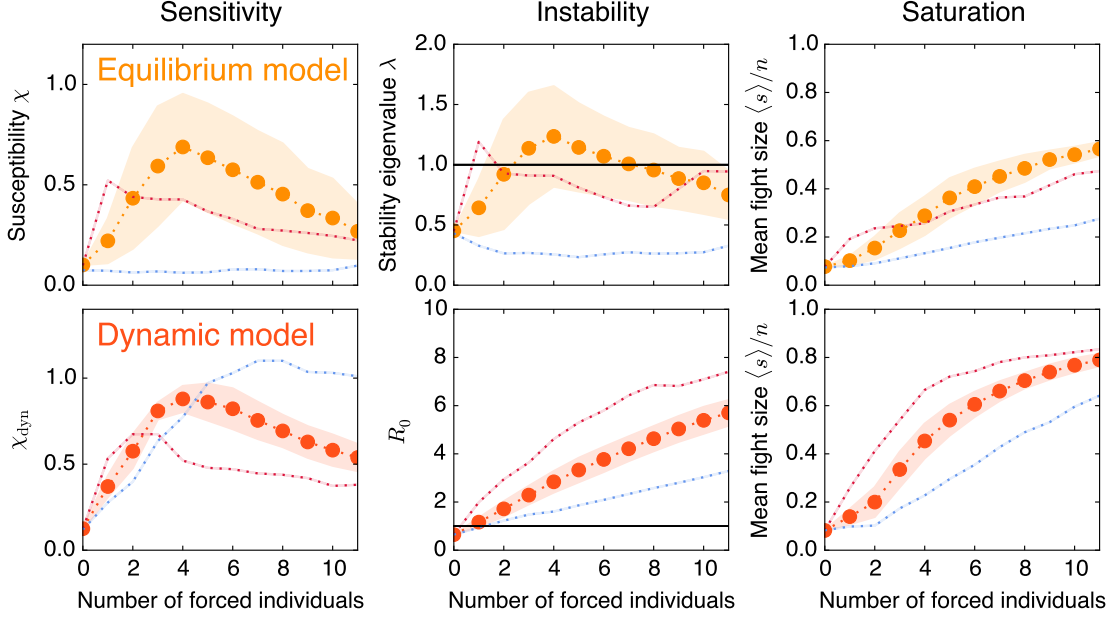 Sensitivity
Instability
Saturation
Equilibrium model
Susceptibility χ
0.0
0.5
1.0
Stability eigenvalue λ
0.0
0.5
1.0
1.5
2.0
Mean fight size ⟨s⟩/n
0.0
0.2
0.4
0.6
0.8
1.0
Dynamic model
χdyn
0.0
0.5
1.0
0 2 4 6 8 10
Number of forced individuals
R₀
0
2
4
6
8
10
0 2 4 6 8 10
Number of forced individuals
Mean fight size ⟨s⟩/n
0.0
0.2
0.4
0.6
0.8
1.0
0 2 4 6 8 10
Number of forced individuals